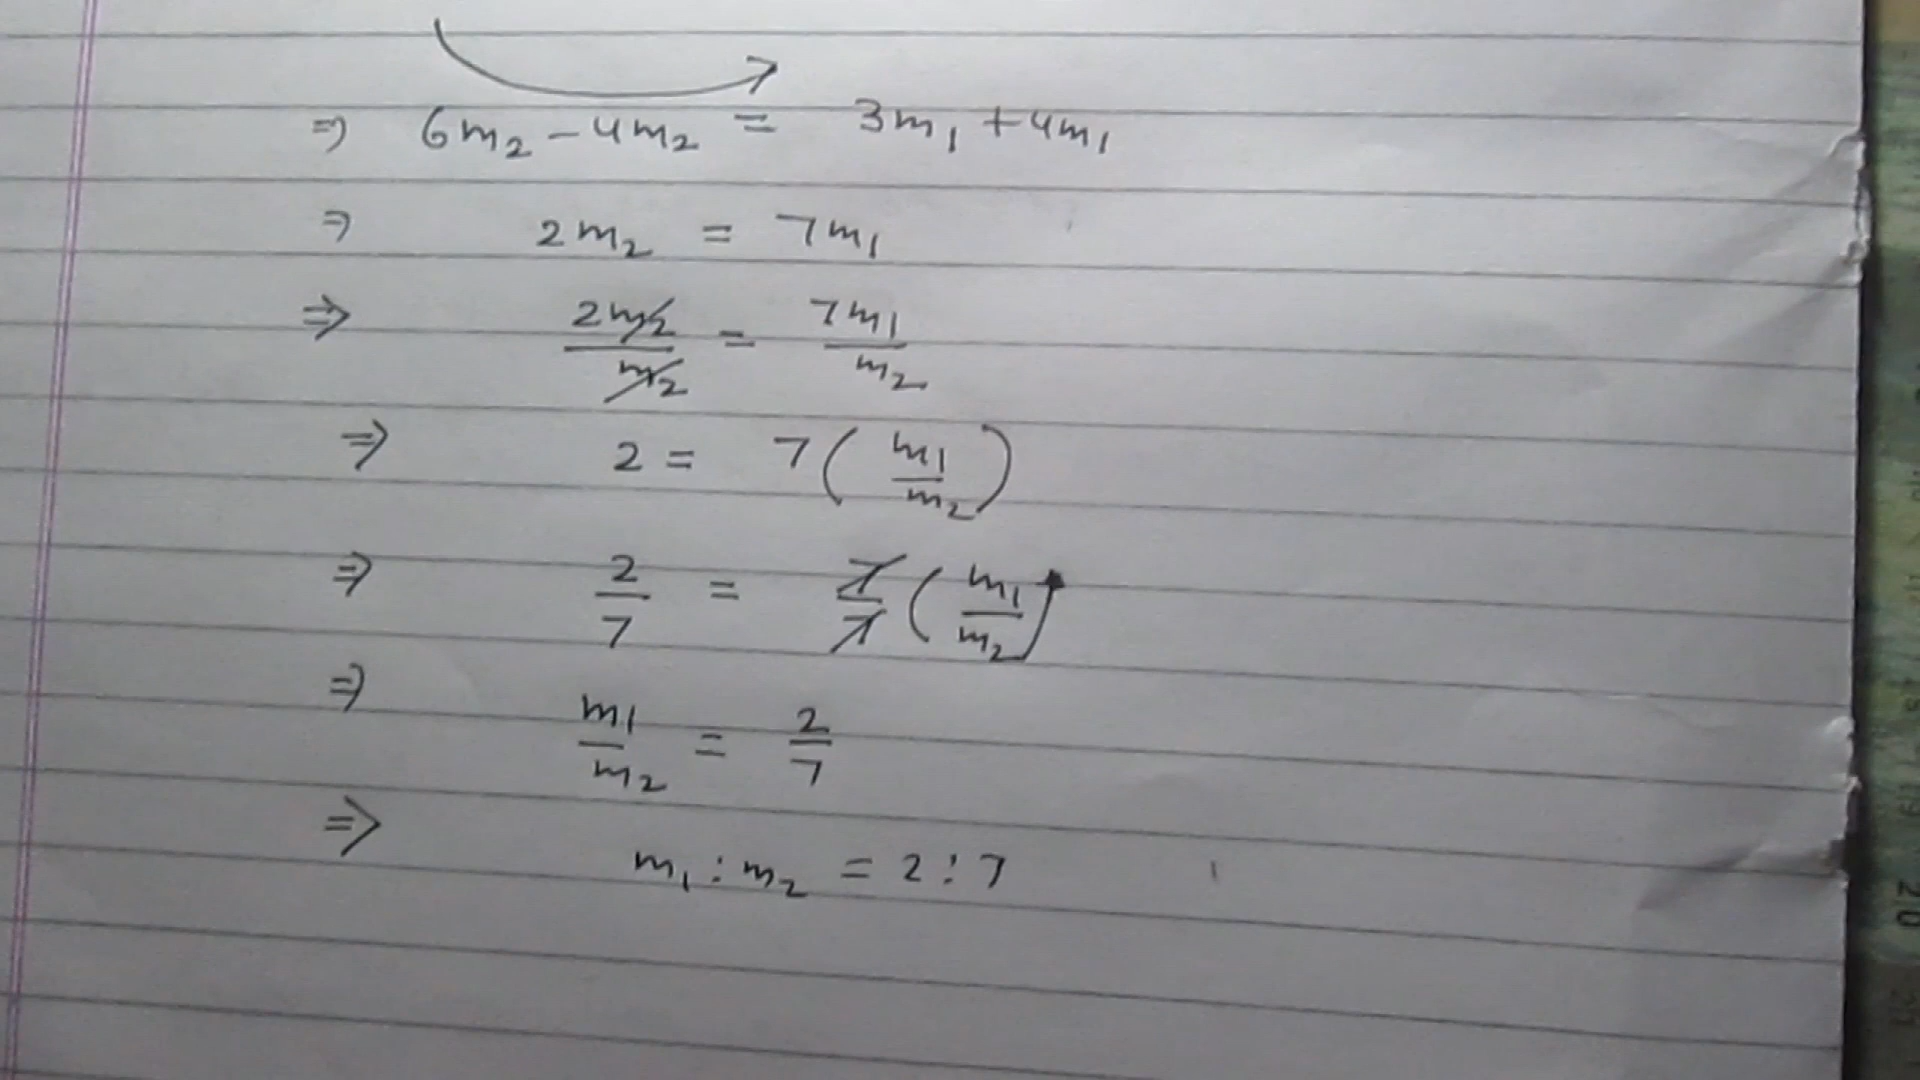 ⇒ 6m₂ - 4m₂ = 3m₁ + 4m₁
⇒ 2m₂ = 7m₁
⇒ 2m₂/m₂ = 7m₁/m₂
⇒ 2 = 7(m₁/m₂)
⇒ 2/7 = 7/7(m₁/m₂)
⇒ m₁/m₂ = 2/7
⇒ m₁ : m₂ = 2 : 7
20